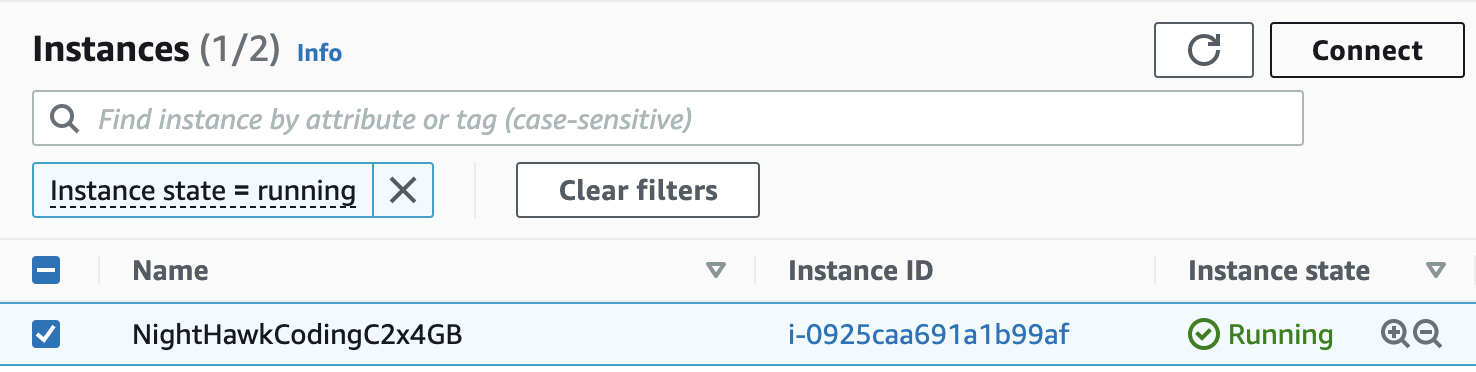 Instances (1/2) Info
Connect
Find instance by attribute or tag (case-sensitive)
Instance state = running
Clear filters
Name Instance ID Instance state
NightHawkCodingC2x4GB i-0925caa691a1b99af Running